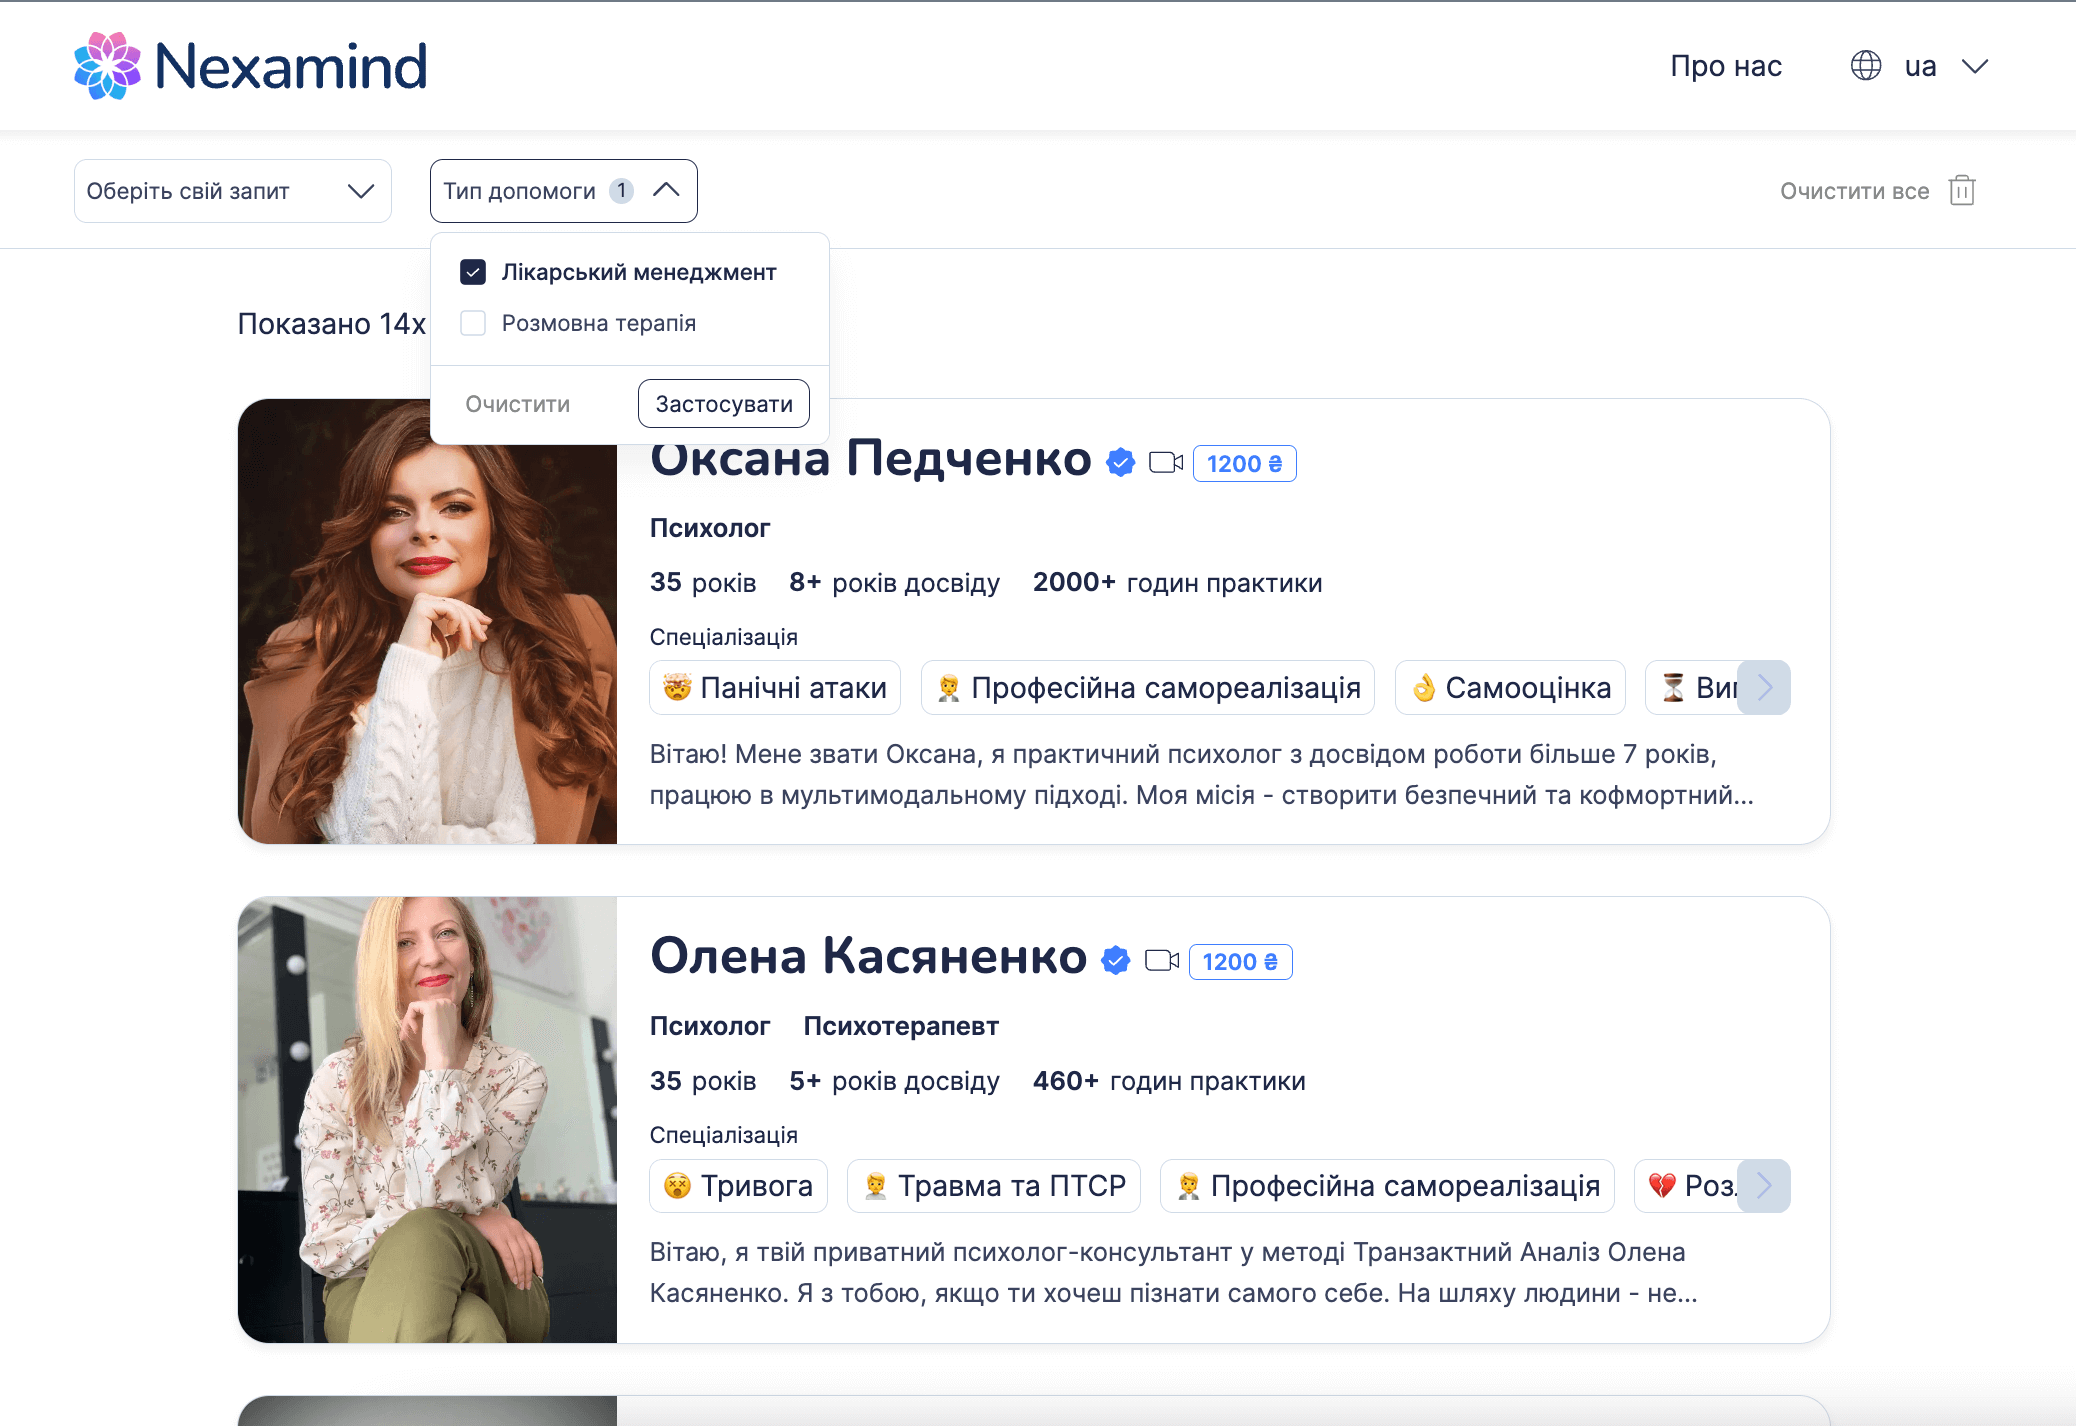 Nexamind
Про нас
ua
Оберіть свій запит
Тип допомоги 1
Очистити все
Лікарський менеджмент
Розмовна терапія
Очистити
Застосувати
Показано 14х
Оксана Педченко 1200 ₴
Психолог
35 років 8+ років досвіду 2000+ годин практики
Спеціалізація
🤯 Панічні атаки
🧑‍💼 Професійна самореалізація
👌 Самооцінка
⏳
Вітаю! Мене звати Оксана, я практичний психолог з досвідом роботи більше 7 років,
працюю в мультимодальному підході. Моя місія - створити безпечний та кофмортний...
Олена Касяненко 1200 ₴
Психолог Психотерапевт
35 років 5+ років досвіду 460+ годин практики
Спеціалізація
😵 Тривога
Травма та ПТСР
🧑‍💼 Професійна самореалізація
💔 Роз
Вітаю, я твій приватний психолог-консультант у методі Транзактний Аналіз Олена
Касяненко. Я з тобою, якщо ти хочеш пізнати самого себе. На шляху людини - не...